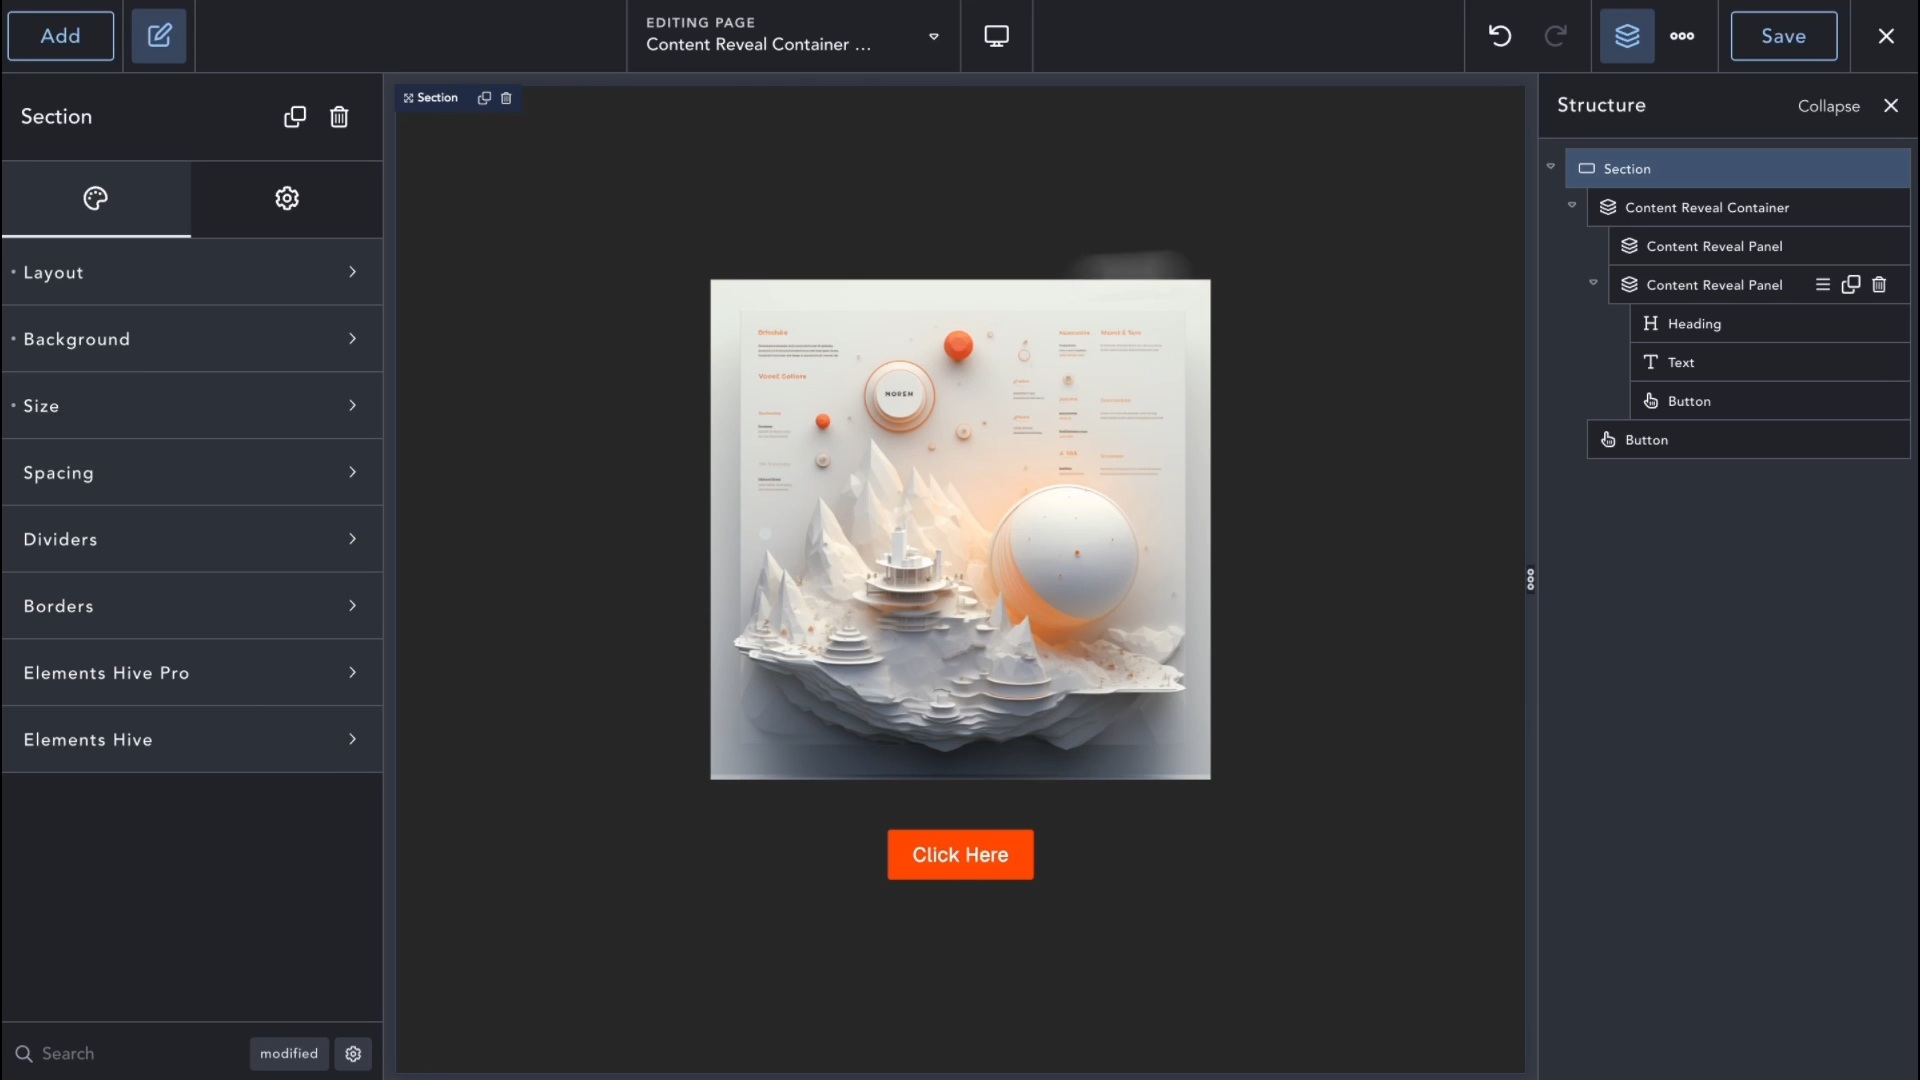 Add
EDITING PAGE
Content Reveal Container ...
Save
Section
Layout
Background
Size
Spacing
Dividers
Borders
Elements Hive Pro
Elements Hive
Search
modified
Section
Click Here
Structure
Collapse
Section
Content Reveal Container
Content Reveal Panel
Content Reveal Panel
Heading
Text
Button
Button